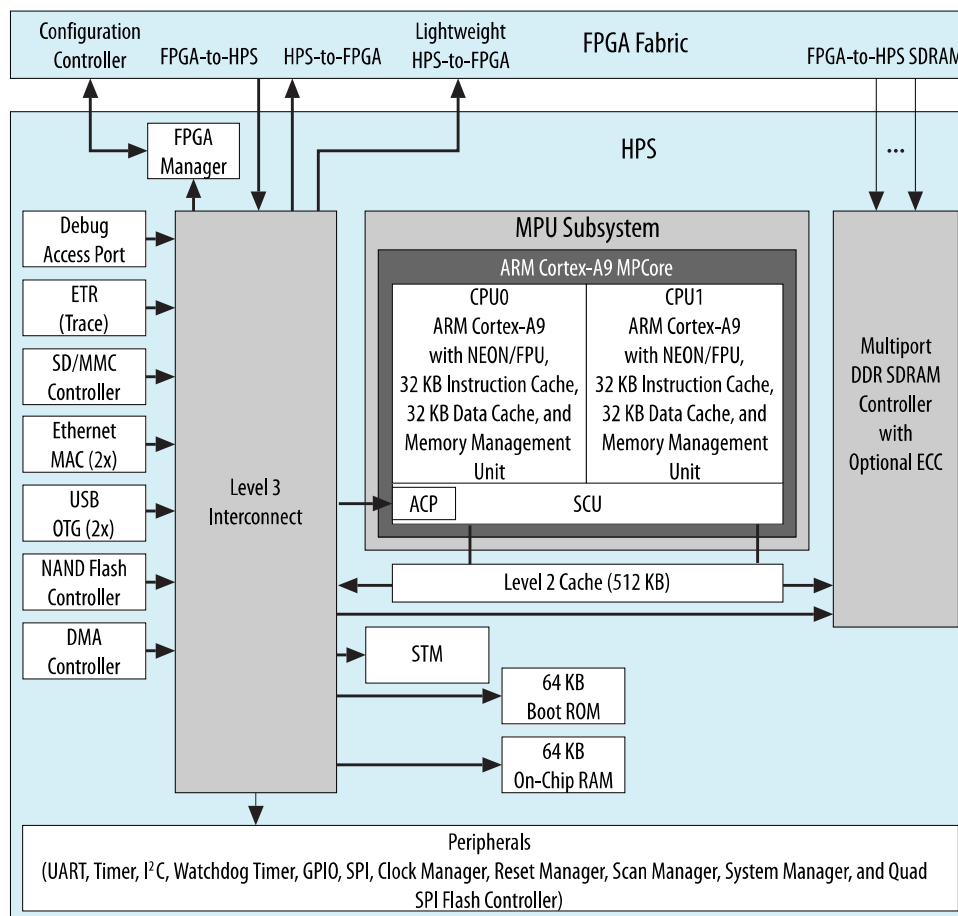 Configuration
Controller
FPGA-to-HPS
HPS-to-FPGA
Lightweight
HPS-to-FPGA
FPGA Fabric
FPGA-to-HPS SDRAM
FPGA
Manager
HPS
...
Debug
Access Port
ETR
(Trace)
SD/MMC
Controller
Ethernet
MAC (2x)
USB
OTG (2x)
NAND Flash
Controller
DMA
Controller
Level 3
Interconnect
MPU Subsystem
ARM Cortex-A9 MPCore
CPU0
ARM Cortex-A9
with NEON/FPU,
32 KB Instruction Cache,
32 KB Data Cache, and
Memory Management
Unit
CPU1
ARM Cortex-A9
with NEON/FPU,
32 KB Instruction Cache,
32 KB Data Cache, and
Memory Management
Unit
ACP
SCU
Level 2 Cache (512 KB)
Multiport
DDR SDRAM
Controller
with
Optional ECC
STM
64 KB
Boot ROM
64 KB
On-Chip RAM
Peripherals
(UART, Timer, I²C, Watchdog Timer, GPIO, SPI, Clock Manager, Reset Manager, Scan Manager, System Manager, and Quad
SPI Flash Controller)